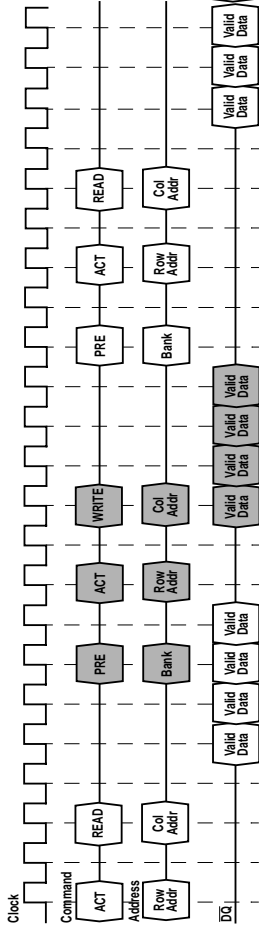 Clock
Command
ACT READ PRE ACT WRITE PRE ACT READ
Address
Row Col Bank Row Col Bank Row Col
Addr Addr Addr Addr Addr Addr
DQ
Valid Valid Valid Valid Valid Valid Valid Valid Valid Valid Valid
Data Data Data Data Data Data Data Data Data Data Data